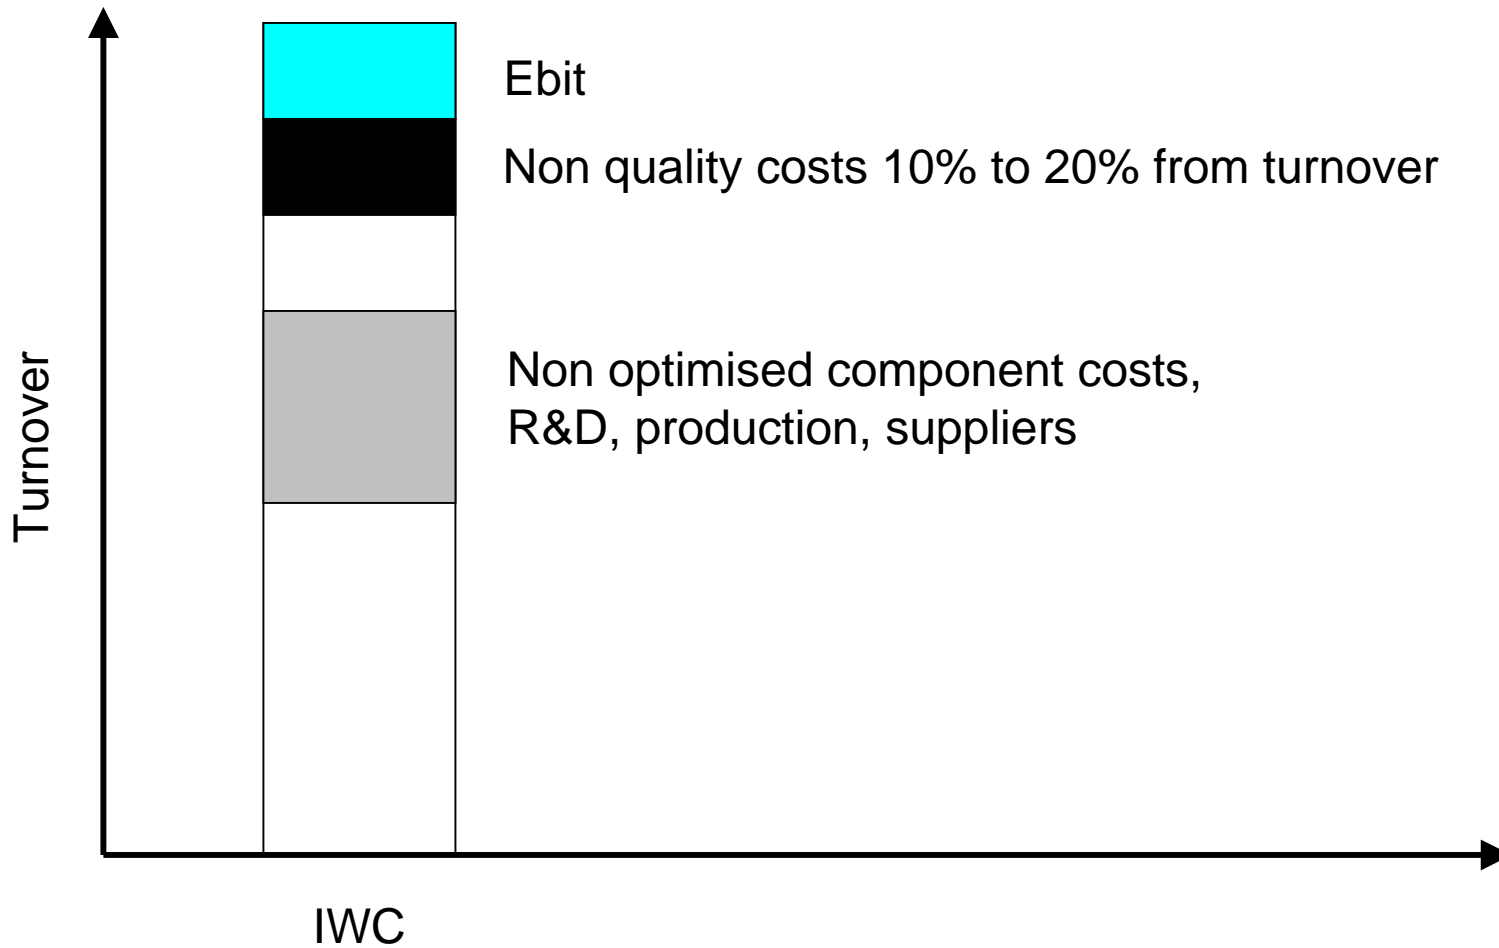 Ebit
Non quality costs 10% to 20% from turnover
Non optimised component costs,
R&D, production, suppliers
Turnover
IWC